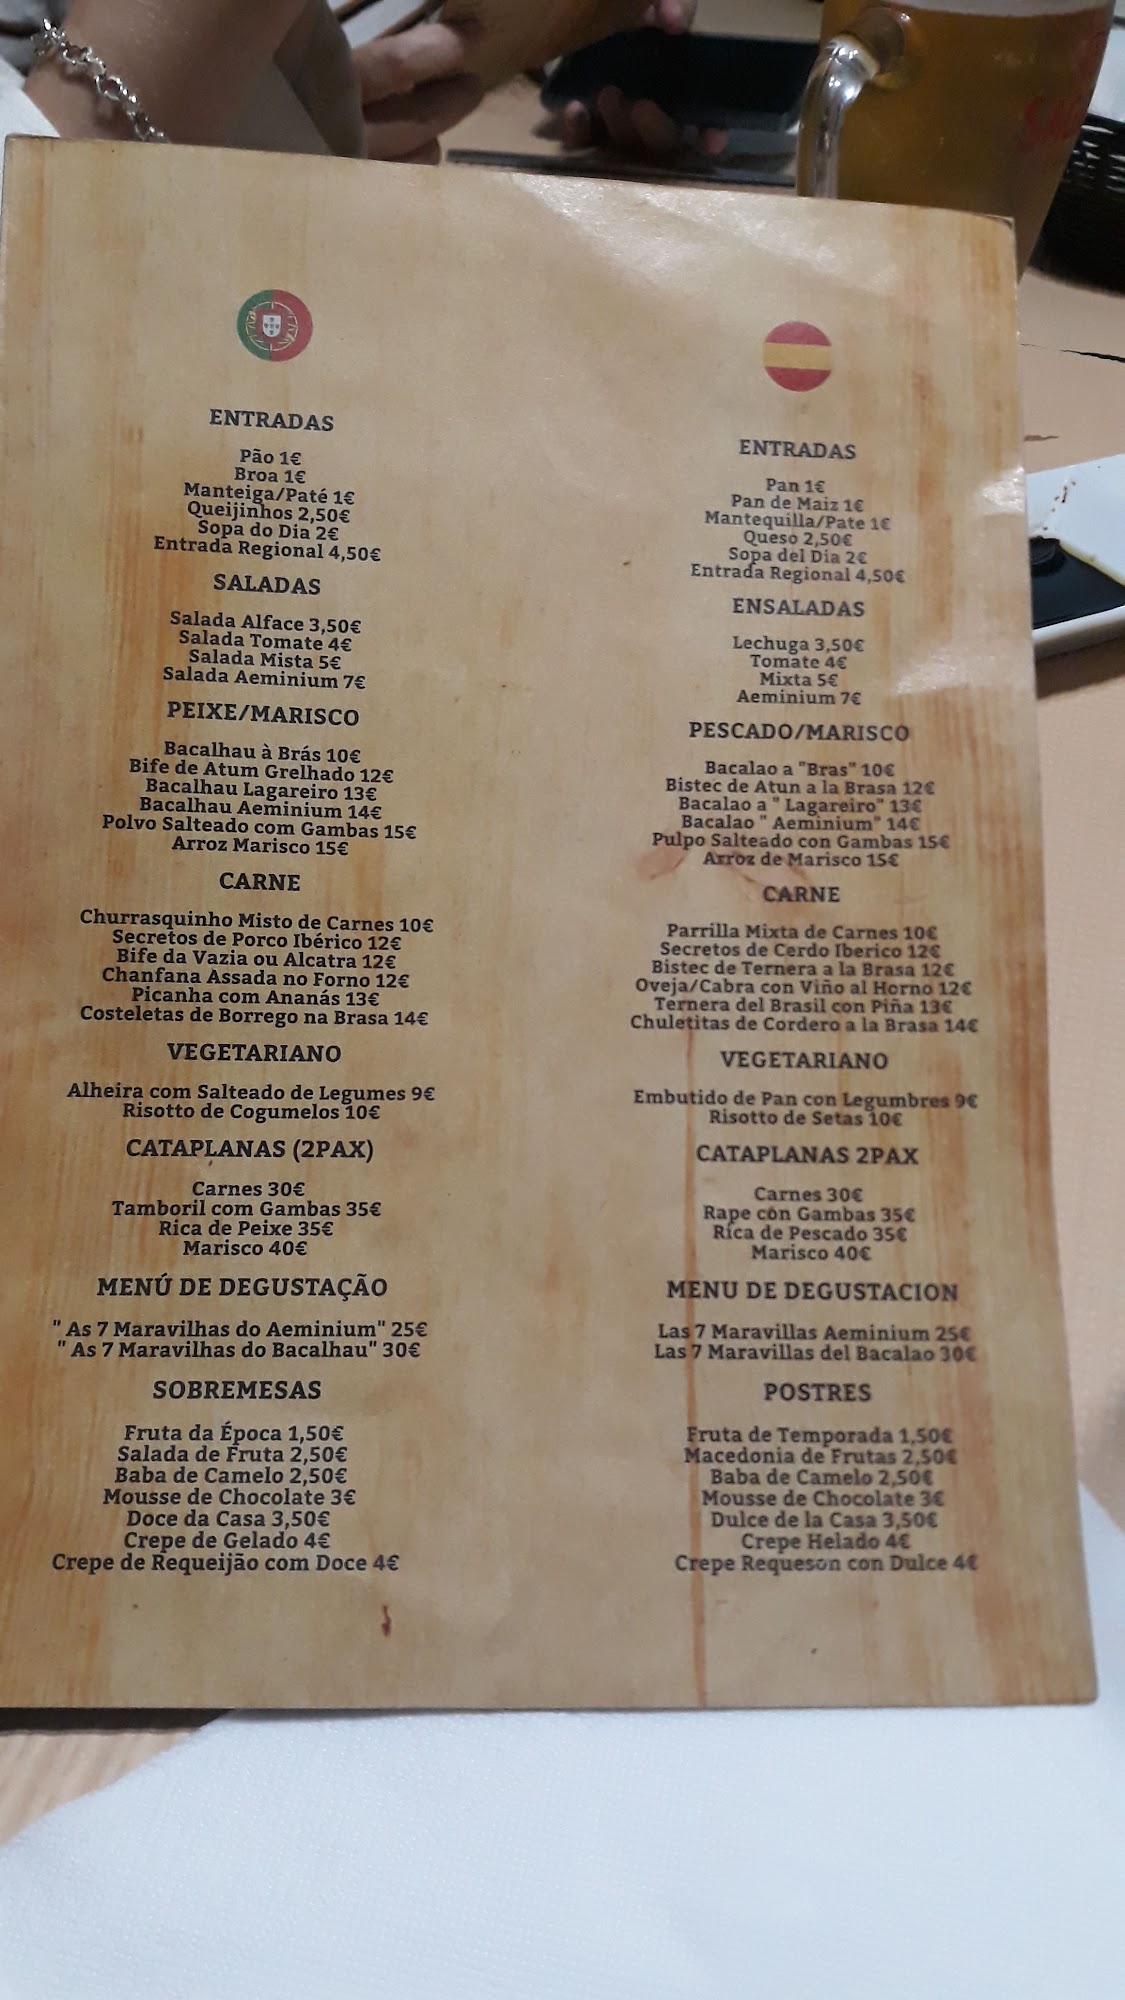 ENTRADAS
Pão 1€
Broa 1€
Manteiga/Paté 1€
Queijinhos 2,50€
Sopa do Dia 2€
Entrada Regional 4,50€
SALADAS
Salada Alface 3,50€
Salada Tomate 4€
Salada Mista 5€
Salada Aeminium 7€
PEIXE/MARISCO
Bacalhau à Brás 10€
Bife de Atum Grelhado 12€
Bacalhau Lagareiro 13€
Bacalhau Aeminium 14€
Polvo Salteado com Gambas 15€
Arroz Marisco 15€
CARNE
Churrasquinho Misto de Carnes 10€
Secretos de Porco Ibérico 12€
Bife da Vazia ou Alcatra 12€
Chanfana Assada no Forno 12€
Picanha com Ananás 13€
Costeletas de Borrego na Brasa 14€
VEGETARIANO
Alheira com Salteado de Legumes 9€
Risotto de Cogumelos 10€
CATAPLANAS (2PAX)
Carnes 30€
Tamboril com Gambas 35€
Rica de Peixe 35€
Marisco 40€
MENÚ DE DEGUSTAÇÃO
" As 7 Maravilhas do Aeminium" 25€
" As 7 Maravilhas do Bacalhau" 30€
SOBREMESAS
Fruta da Época 1,50€
Salada de Fruta 2,50€
Baba de Camelo 2,50€
Mousse de Chocolate 3€
Doce da Casa 3,50€
Crepe de Gelado 4€
Crepe de Requeijão com Doce 4€
ENTRADAS
Pan 1€
Pan de Maiz 1€
Mantequilla/Pate 1€
Queso 2,50€
Sopa del Dia 2€
Entrada Regional 4,50€
ENSALADAS
Lechuga 3,50€
Tomate 4€
Mixta 5€
Aeminium 7€
PESCADO/MARISCO
Bacalao a "Bras" 10€
Bistec de Atun a la Brasa 12€
Bacalao a " Lagareiro" 13€
Bacalao " Aeminium" 14€
Pulpo Salteado con Gambas 15€
Arroz de Marisco 15€
CARNE
Parrilla Mixta de Carnes 10€
Secretos de Cerdo Iberico 12€
Bistec de Ternera a la Brasa 12€
Oveja/Cabra con Viño al Horno 12€
Ternera del Brasil con Piña 13€
Chuletitas de Cordero a la Brasa 14€
VEGETARIANO
Embutido de Pan con Legumbres 9€
Risotto de Setas 10€
CATAPLANAS 2PAX
Carnes 30€
Rape con Gambas 35€
Rica de Pescado 35€
Marisco 40€
MENU DE DEGUSTACION
Las 7 Maravillas Aeminium 25€
Las 7 Maravillas del Bacalao 30€
POSTRES
Fruta de Temporada 1,50€
Macedonia de Frutas 2,50€
Baba de Camelo 2,50€
Mousse de Chocolate 3€
Dulce de la Casa 3,50€
Crepe Helado 4€
Crepe Requeson con Dulce 4€